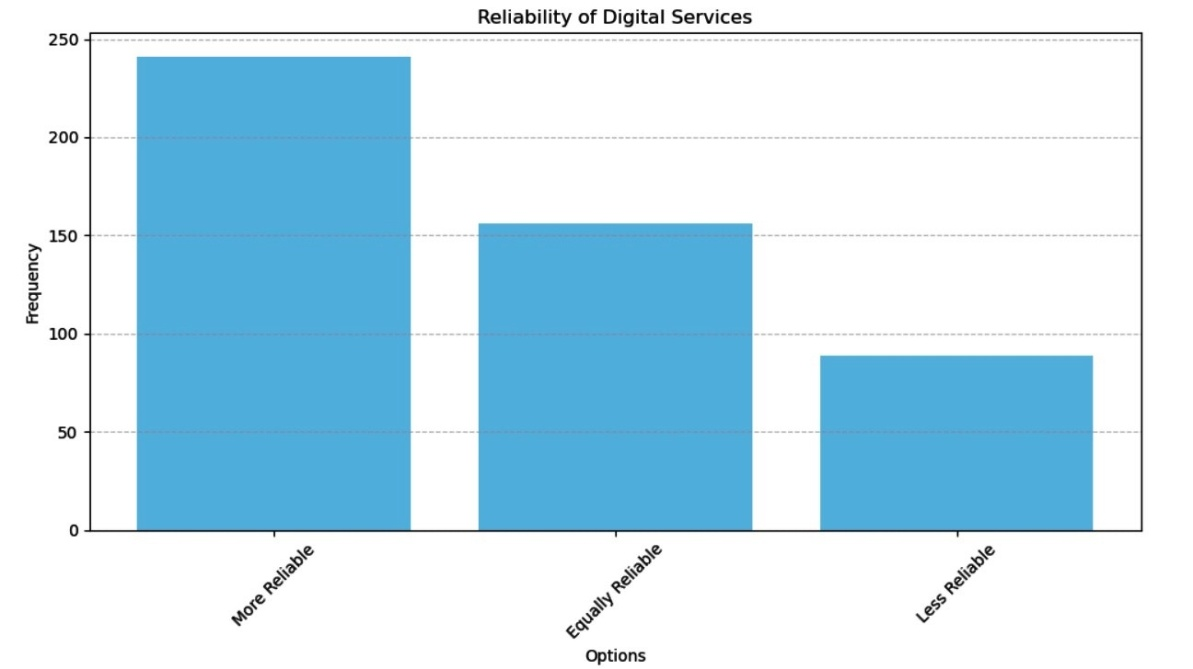 Reliability of Digital Services
250
200
150
100
50
0
Frequency
More Reliable
Equally Reliable
Less Reliable
Options